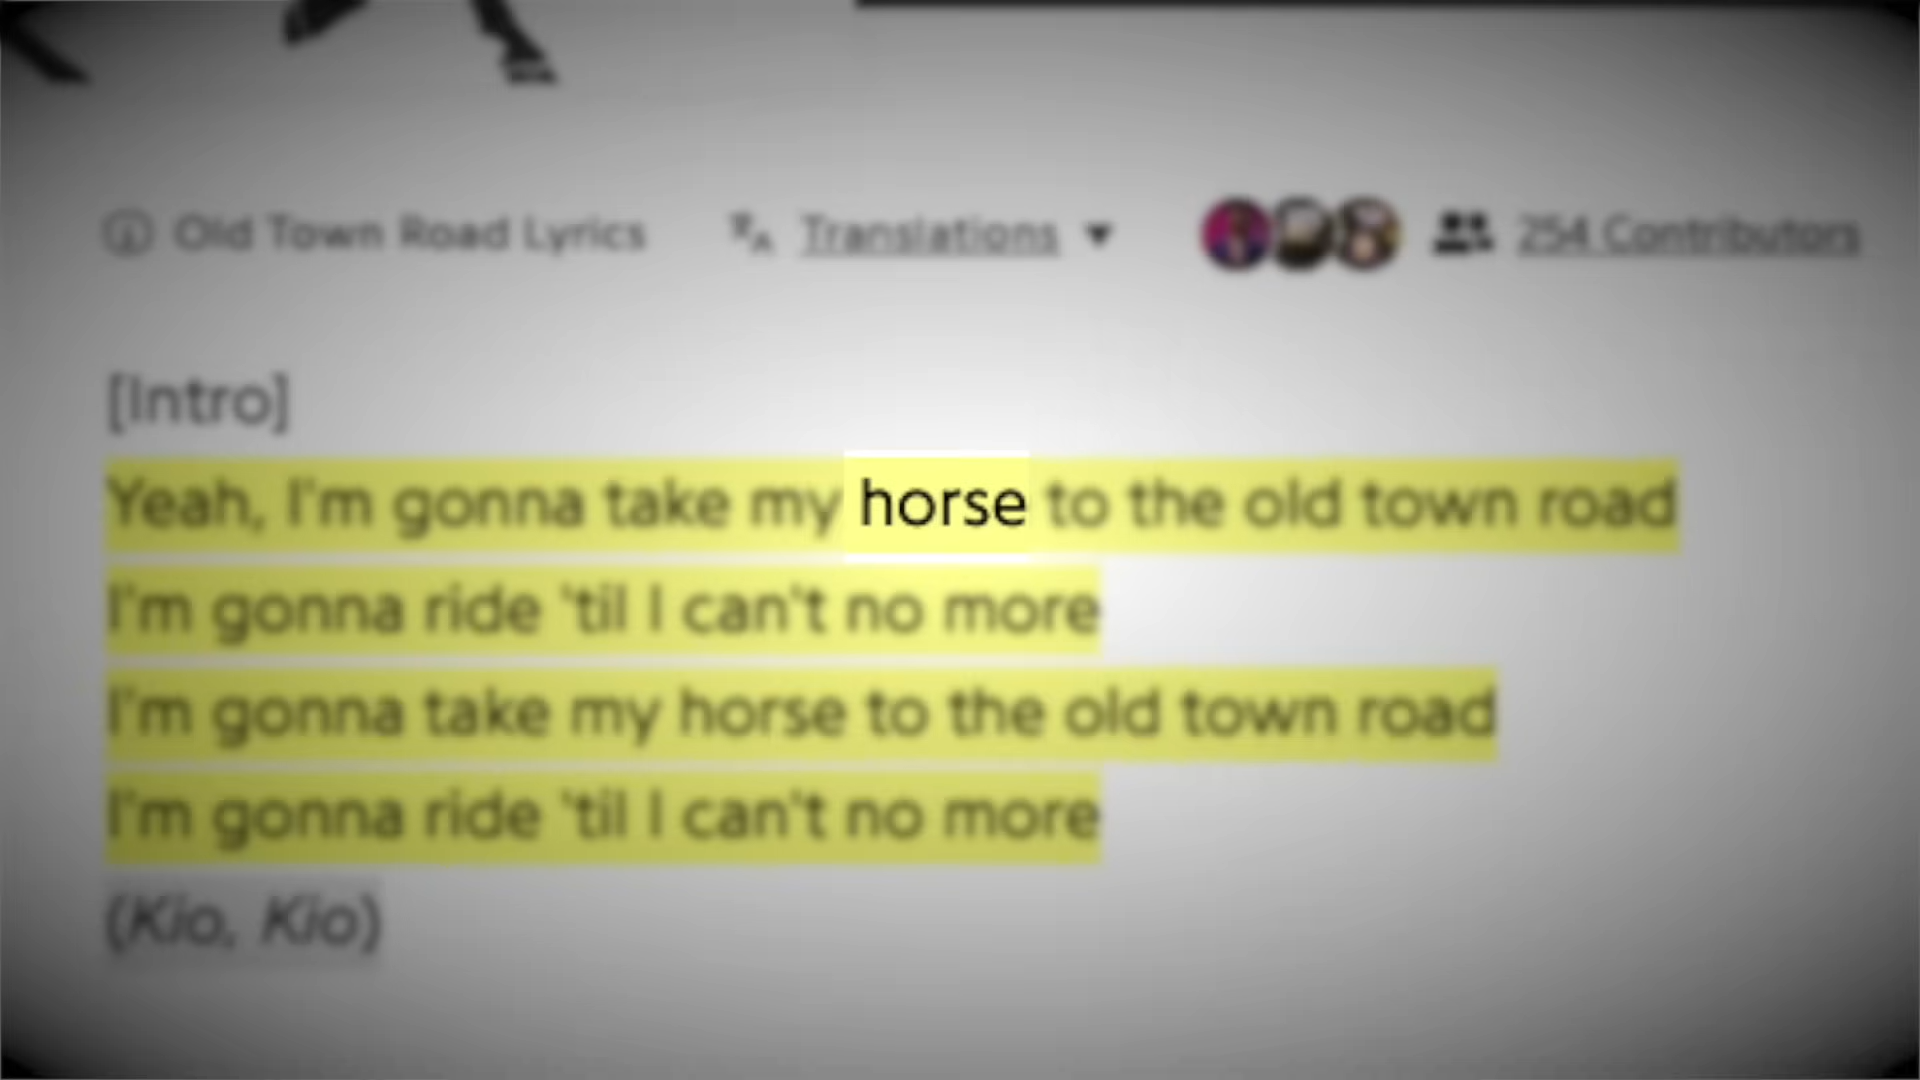 Old Town Road Lyrics
Translations
254 Contributors
[Intro]
Yeah, I'm gonna take my horse to the old town road
I'm gonna ride 'til I can't no more
I'm gonna take my horse to the old town road
I'm gonna ride 'til I can't no more
(Kio, Kio)